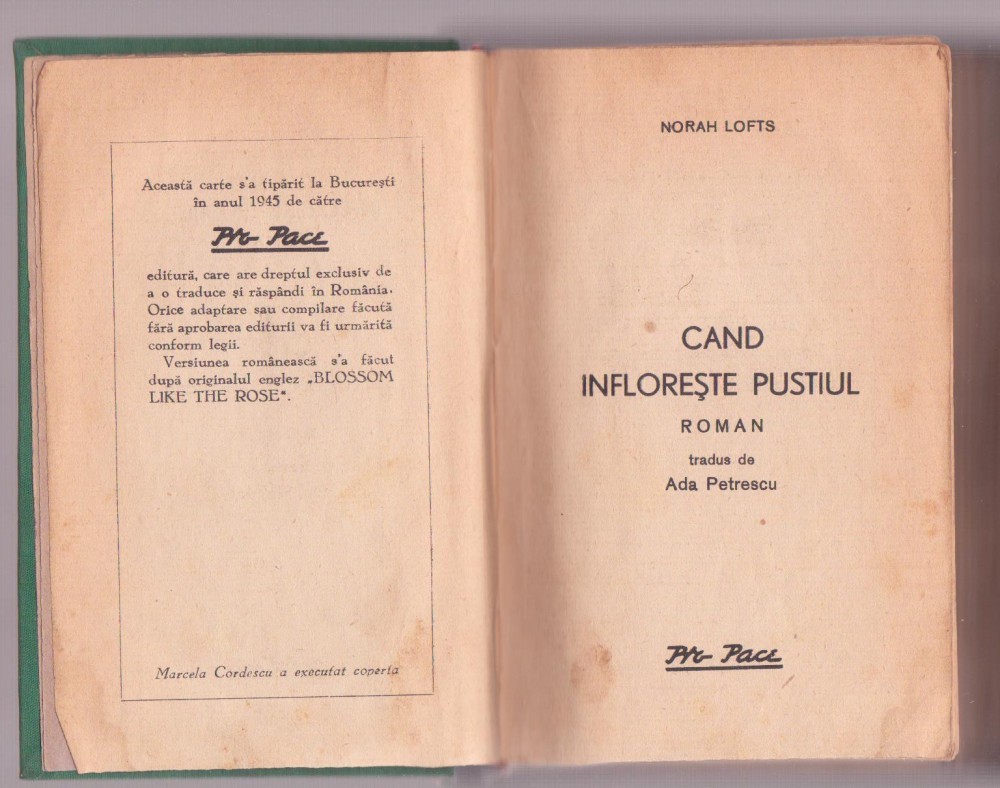 Această carte s'a tipărit la Bucureşti
în anul 1945 de către
Pro Pace
editură, care are dreptul exclusiv de
a o traduce şi răspândi în România.
Orice adaptare sau compilare făcută
fără aprobarea editurii va fi urmărită
conform legii.
Versiunea românească s'a făcut
după originalul englez „BLOSSOM
LIKE THE ROSE".
Marcela Cordescu a executat coperta
NORAH LOFTS
CAND
INFLOREŞTE PUSTIUL
ROMAN
tradus de
Ada Petrescu
Pro Pace